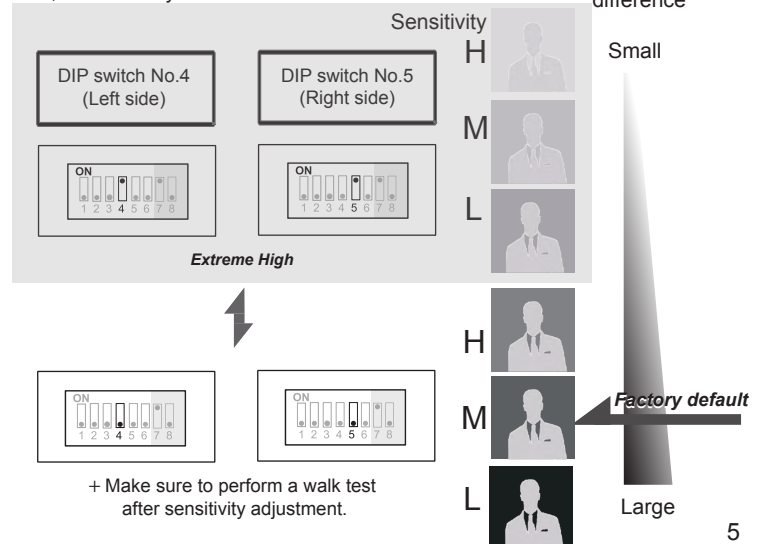 difference
Sensitivity
DIP switch No.4
(Left side)
DIP switch No.5
(Right side)
H
Small
M
L
ON
1 2 3 4 5 6 7 8
ON
1 2 3 4 5 6 7 8
Extreme High
H
M
Factory default
L
Large
ON
1 2 3 4 5 6 7 8
ON
1 2 3 4 5 6 7 8
+ Make sure to perform a walk test
after sensitivity adjustment.
5